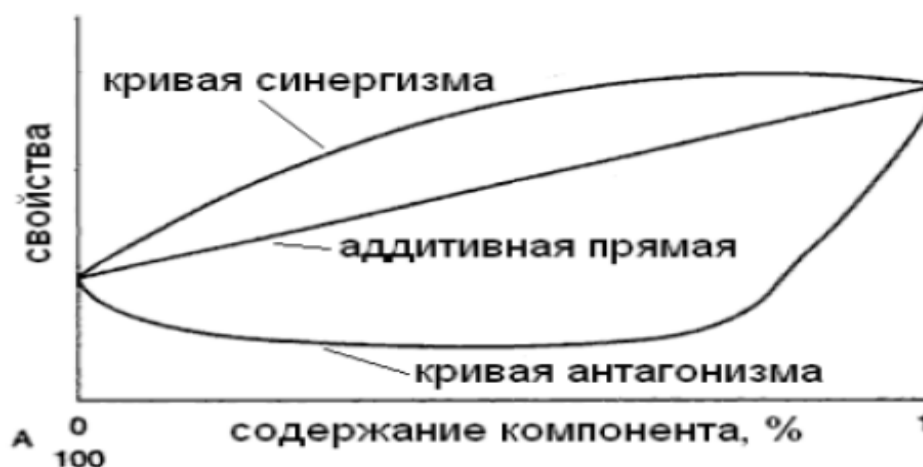 кривая синергизма
свойства
аддитивная прямая
кривая антагонизма
А 0 содержание компонента, %
100